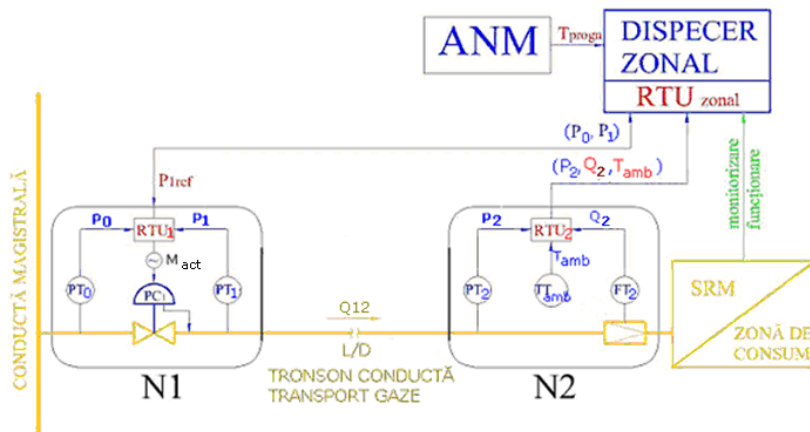 ANM
Tprogn
DISPECER
ZONAL
RTU zonal
(P0, P1)
P1ref
(P2, Q2, Tamb)
monitorizare
funcționare
CONDUCTĂ MAGISTRALĂ
P0
P1
RTU1
Mact
PT0
PC1
PT1
N1
Q12
L/D
TRONSON CONDUCTĂ
TRANSPORT GAZE
P2
Q2
RTU2
Tamb
PT2
TTamb
FT2
N2
SRM
ZONĂ DE
CONSUM